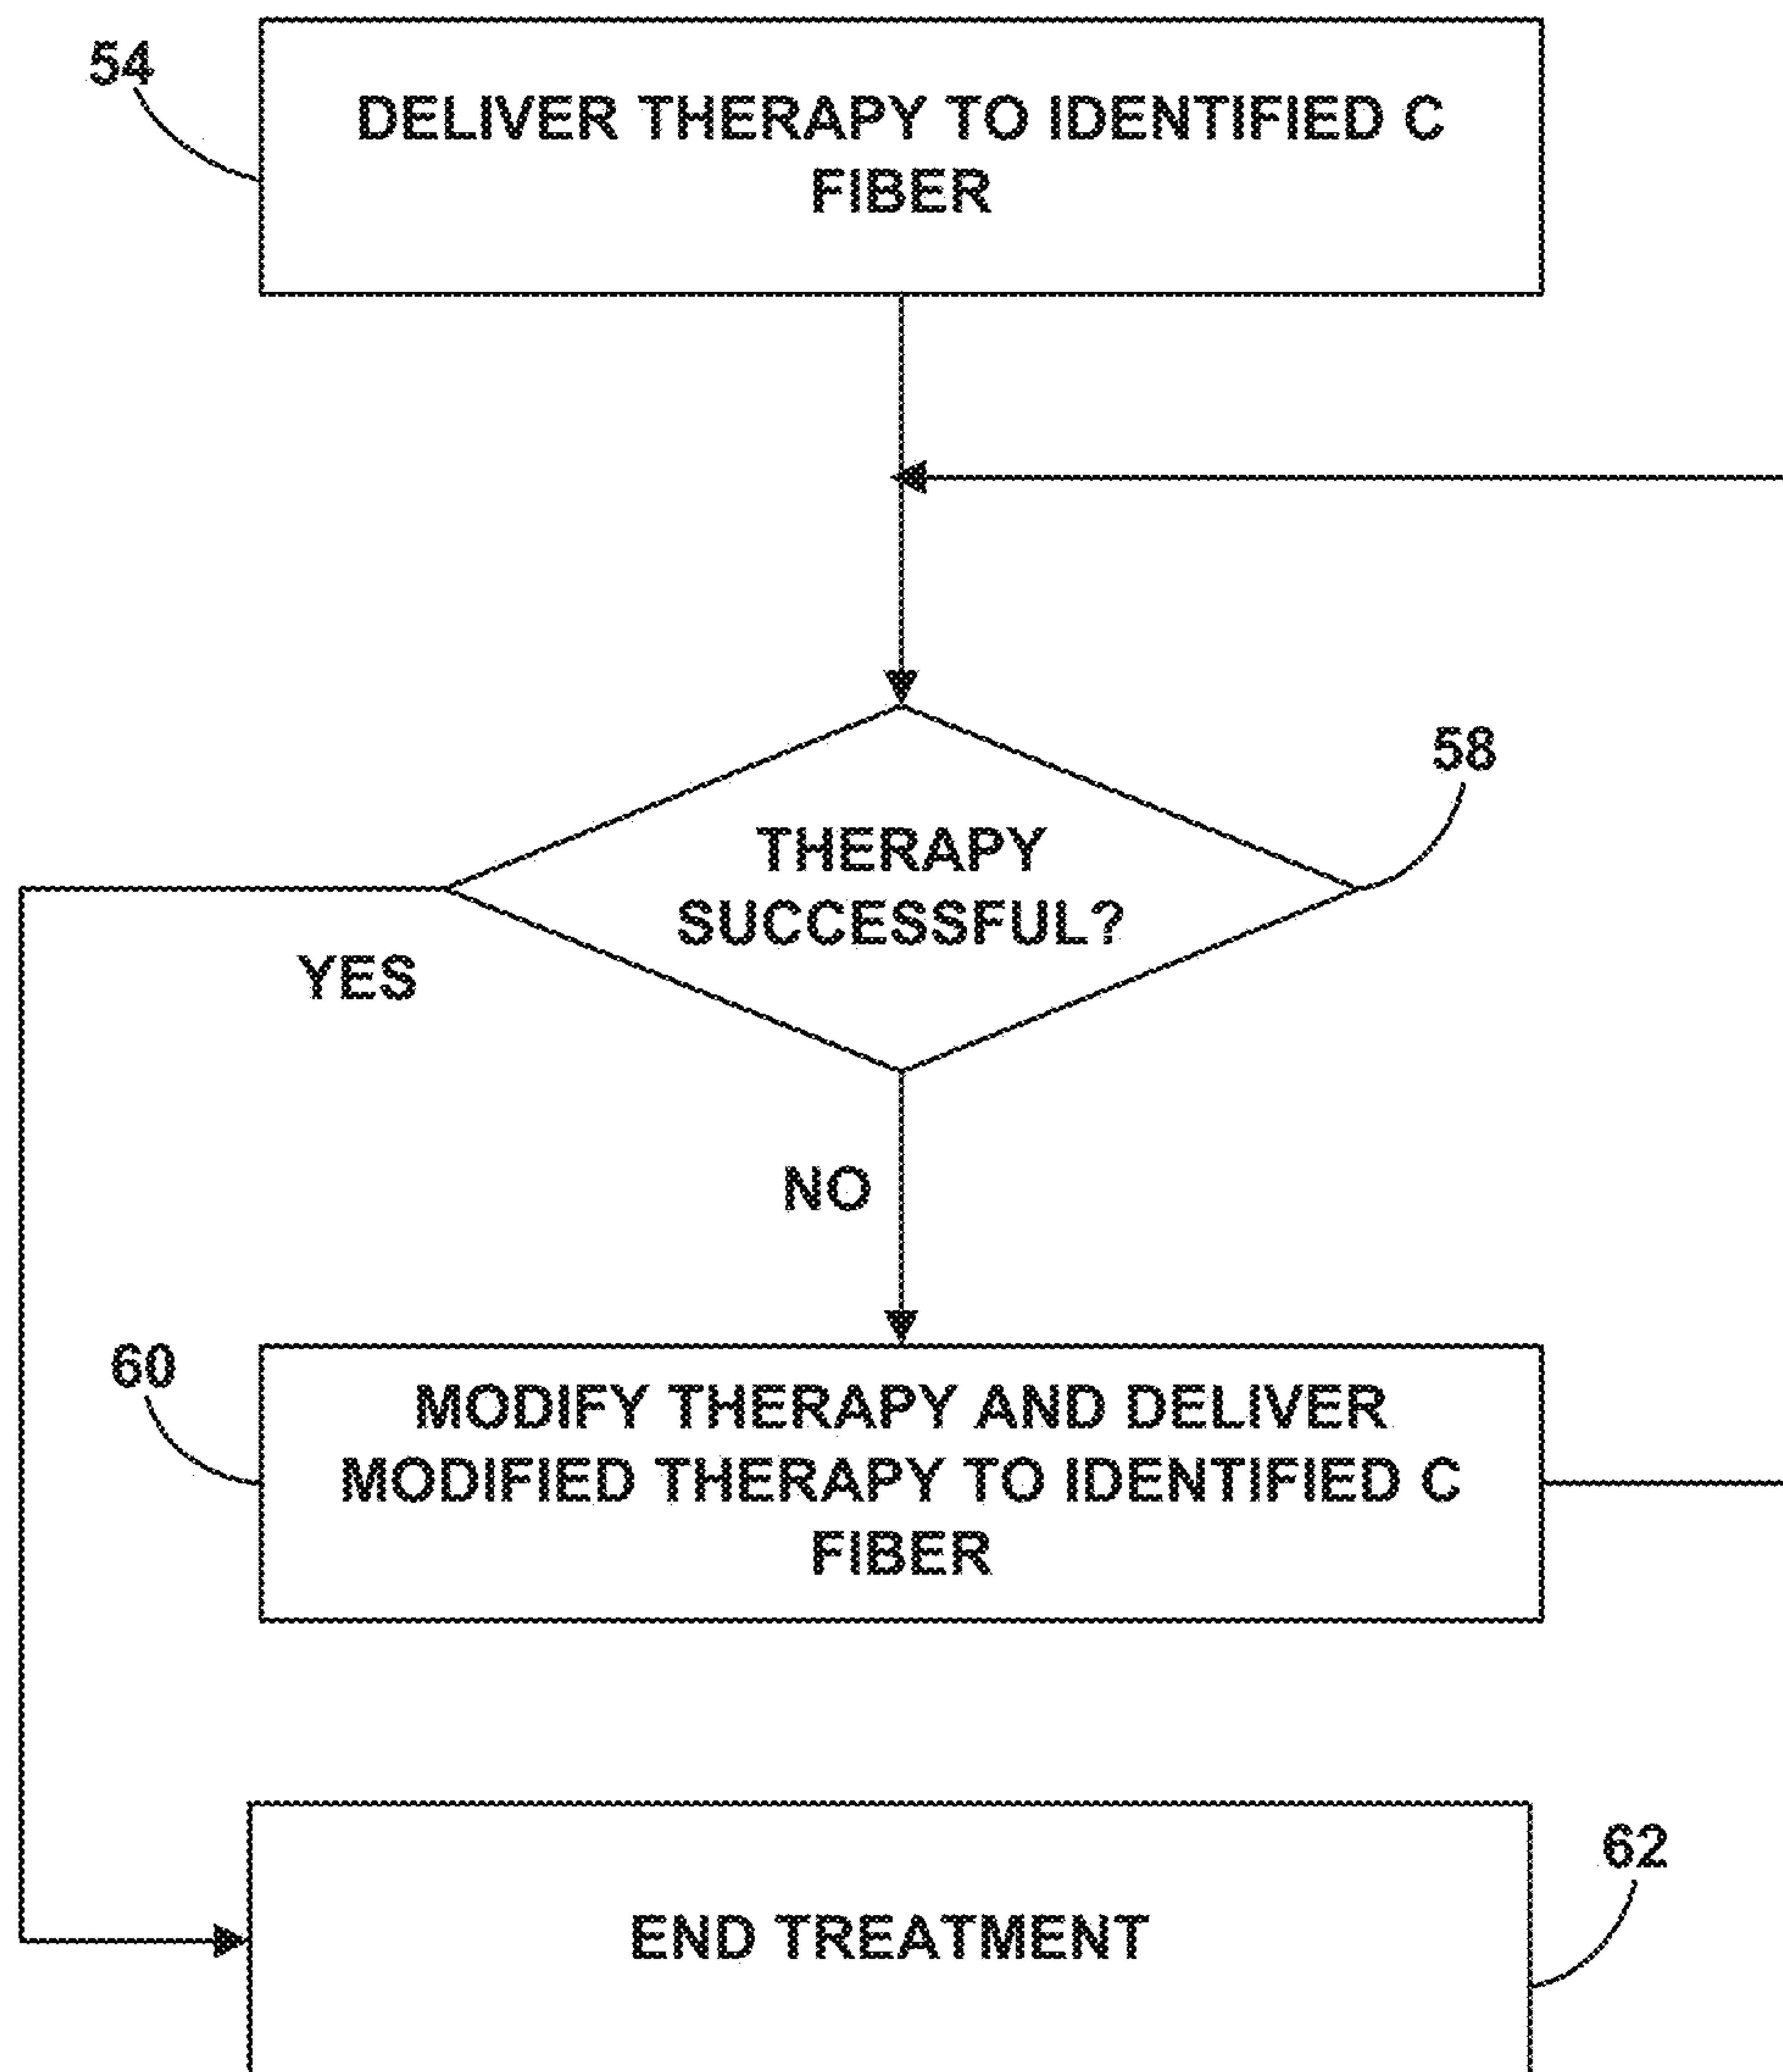 54
DELIVER THERAPY TO IDENTIFIED C
FIBER
58
THERAPY
SUCCESSFUL?
YES
NO
60
MODIFY THERAPY AND DELIVER
MODIFIED THERAPY TO IDENTIFIED C
FIBER
62
END TREATMENT